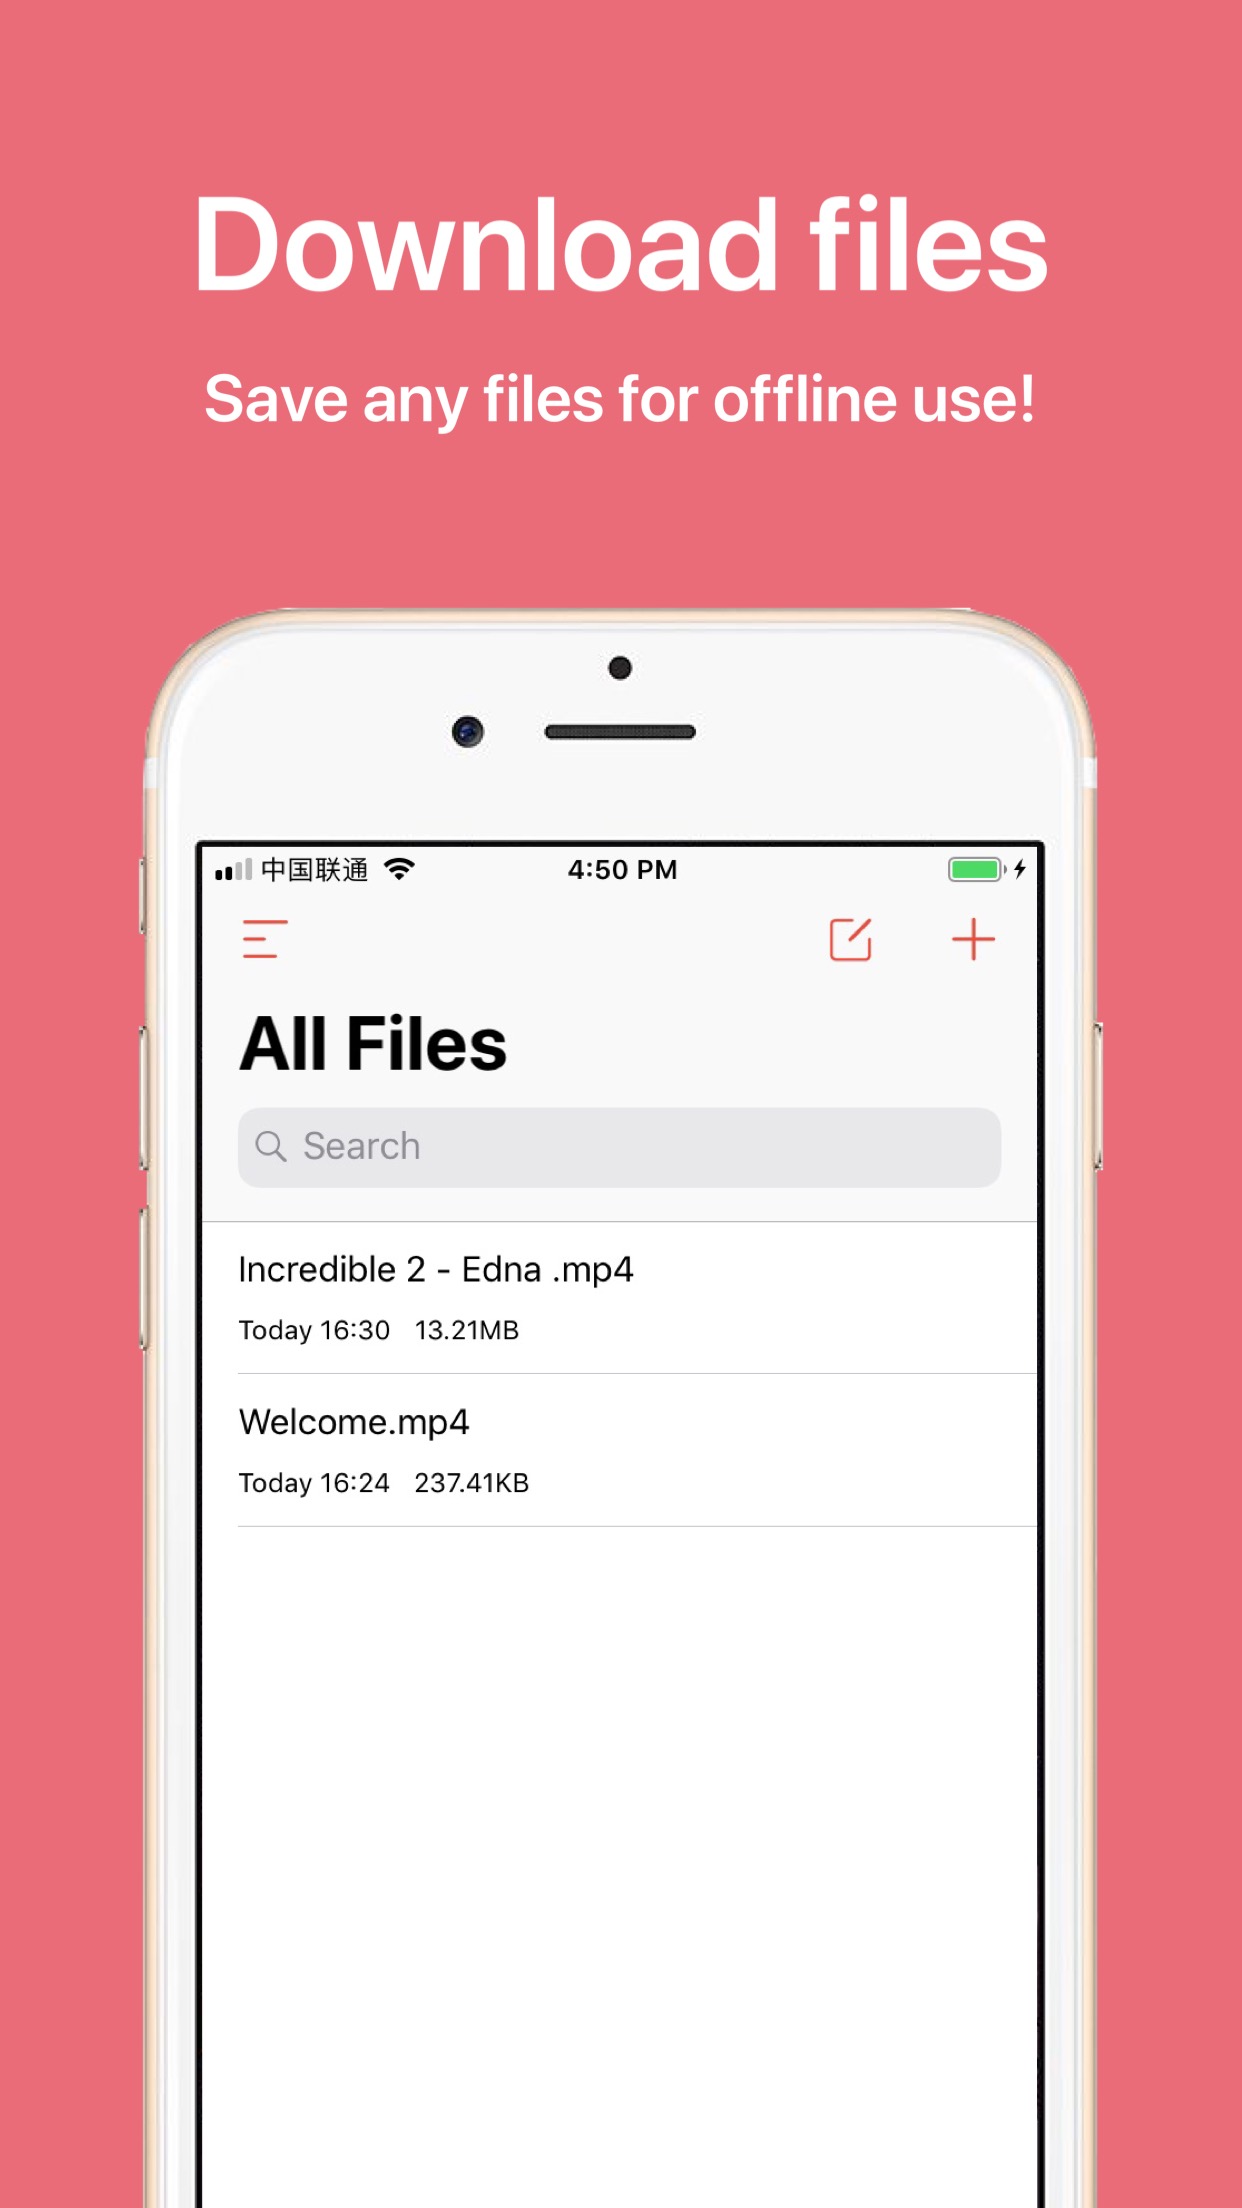 Download files
Save any files for offline use!
中国联通
4:50 PM
All Files
Search
Incredible 2 - Edna .mp4
Today 16:30 13.21MB
Welcome.mp4
Today 16:24 237.41KB